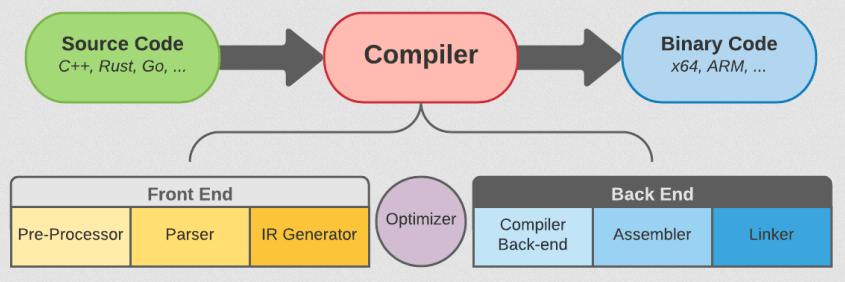 Source Code
C++, Rust, Go, ...
Compiler
Binary Code
x64, ARM, ...
Front End
Pre-Processor
Parser
IR Generator
Optimizer
Back End
Compiler
Back-end
Assembler
Linker